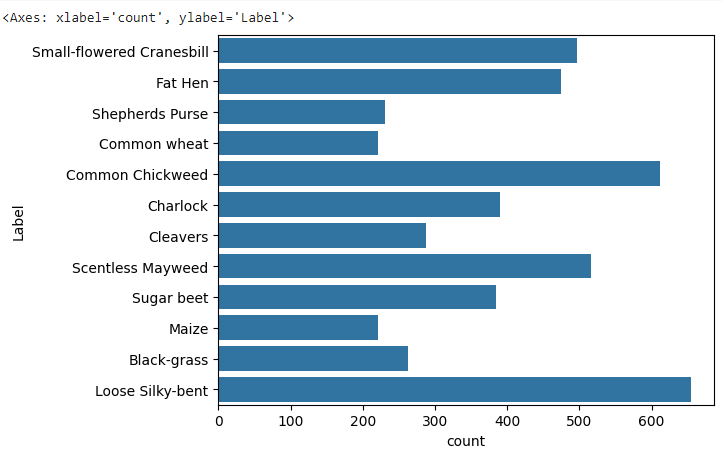 <Axes: xlabel='count', ylabel='Label'>
Small-flowered Cranesbill
Fat Hen
Shepherds Purse
Common wheat
Common Chickweed
Charlock
Cleavers
Scentless Mayweed
Sugar beet
Maize
Black-grass
Loose Silky-bent
Label
0 100 200 300 400 500 600
count